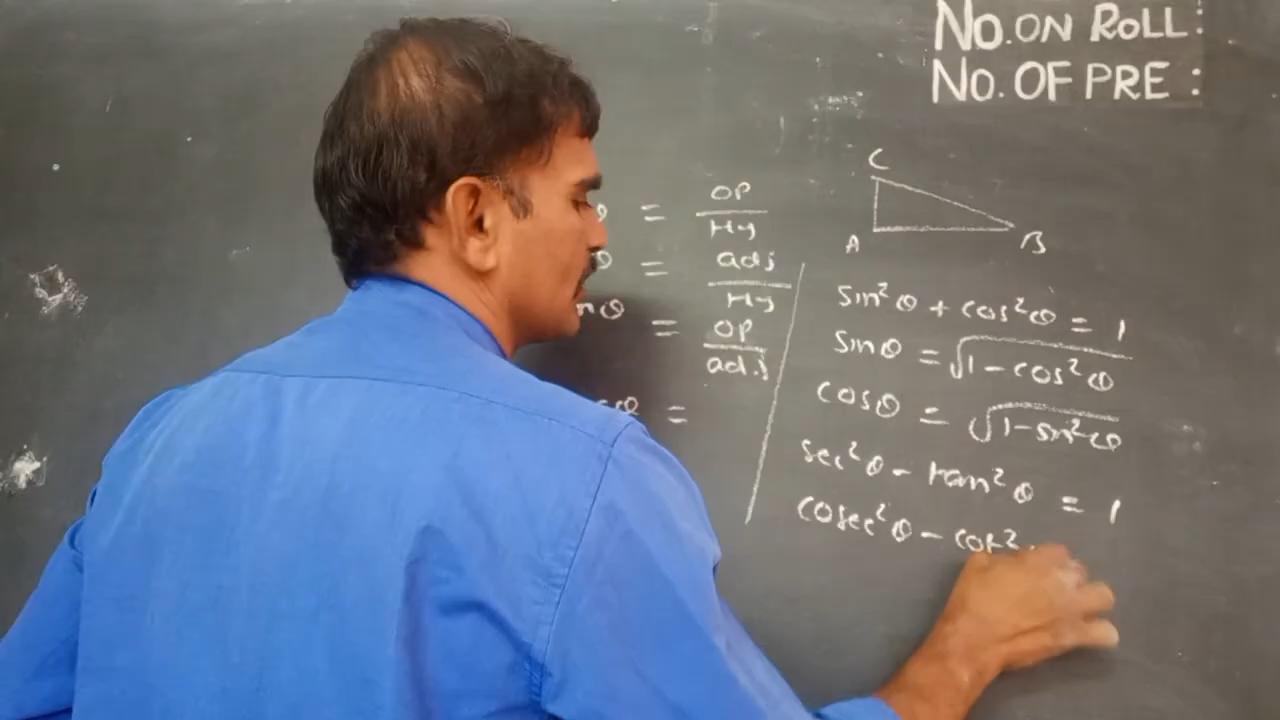 No. ON ROLL:
No. OF PRE :
C
A B
θ = OP/Hy
θ = adj/Hy
nθ = OP/adj
θ =
sin²θ + cos²θ = 1
sinθ = √1 - cos²θ
cosθ = √1-sin²θ
sec²θ - tan²θ = 1
cosec²θ - cot²